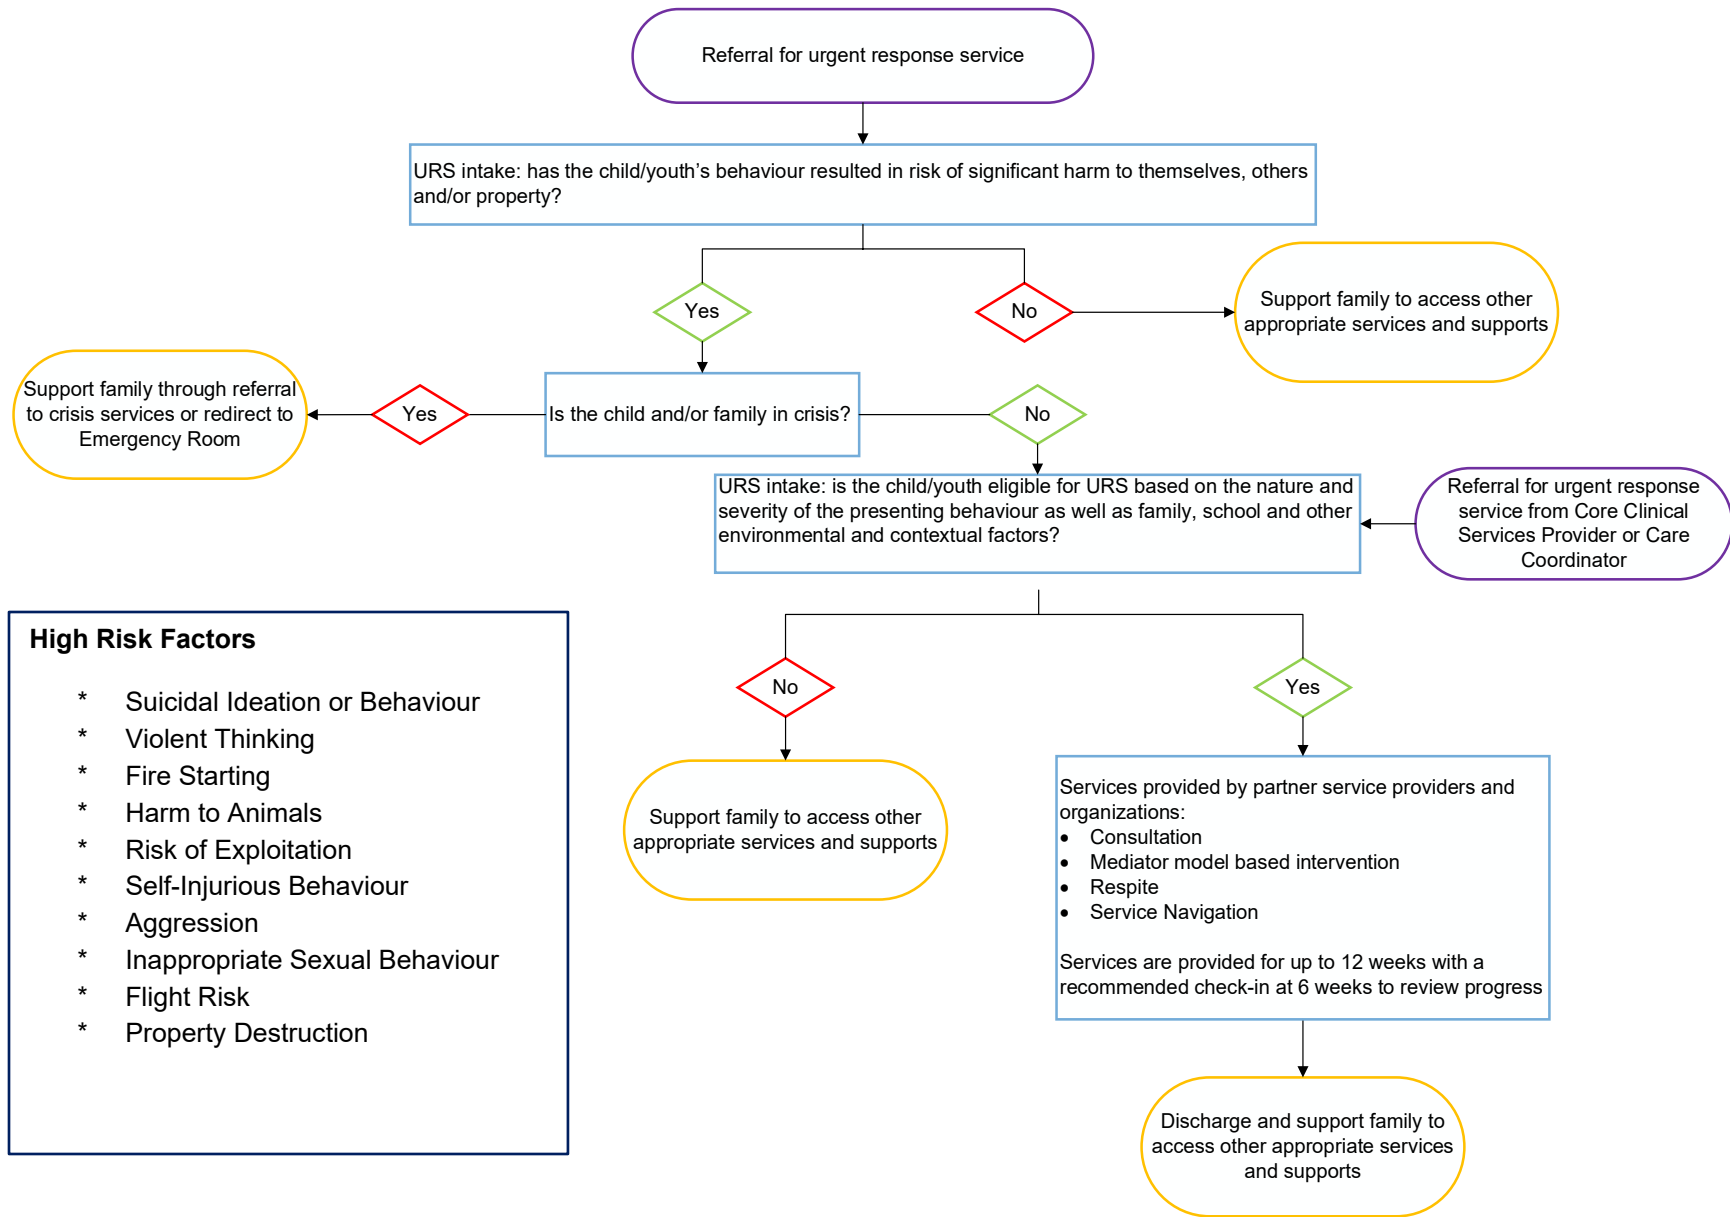 Referral for urgent response service
URS intake: has the child/youth’s behaviour resulted in risk of significant harm to themselves, others
and/or property?
Yes
No
Support family to access other
appropriate services and supports
Support family through referral
to crisis services or redirect to
Emergency Room
Yes
Is the child and/or family in crisis?
No
URS intake: is the child/youth eligible for URS based on the nature and
severity of the presenting behaviour as well as family, school and other
environmental and contextual factors?
Referral for urgent response
service from Core Clinical
Services Provider or Care
Coordinator
High Risk Factors
* Suicidal Ideation or Behaviour
* Violent Thinking
* Fire Starting
* Harm to Animals
* Risk of Exploitation
* Self-Injurious Behaviour
* Aggression
* Inappropriate Sexual Behaviour
* Flight Risk
* Property Destruction
No
Yes
Support family to access other
appropriate services and supports
Services provided by partner service providers and
organizations:
• Consultation
• Mediator model based intervention
• Respite
• Service Navigation
Services are provided for up to 12 weeks with a
recommended check-in at 6 weeks to review progress
Discharge and support family to
access other appropriate services
and supports